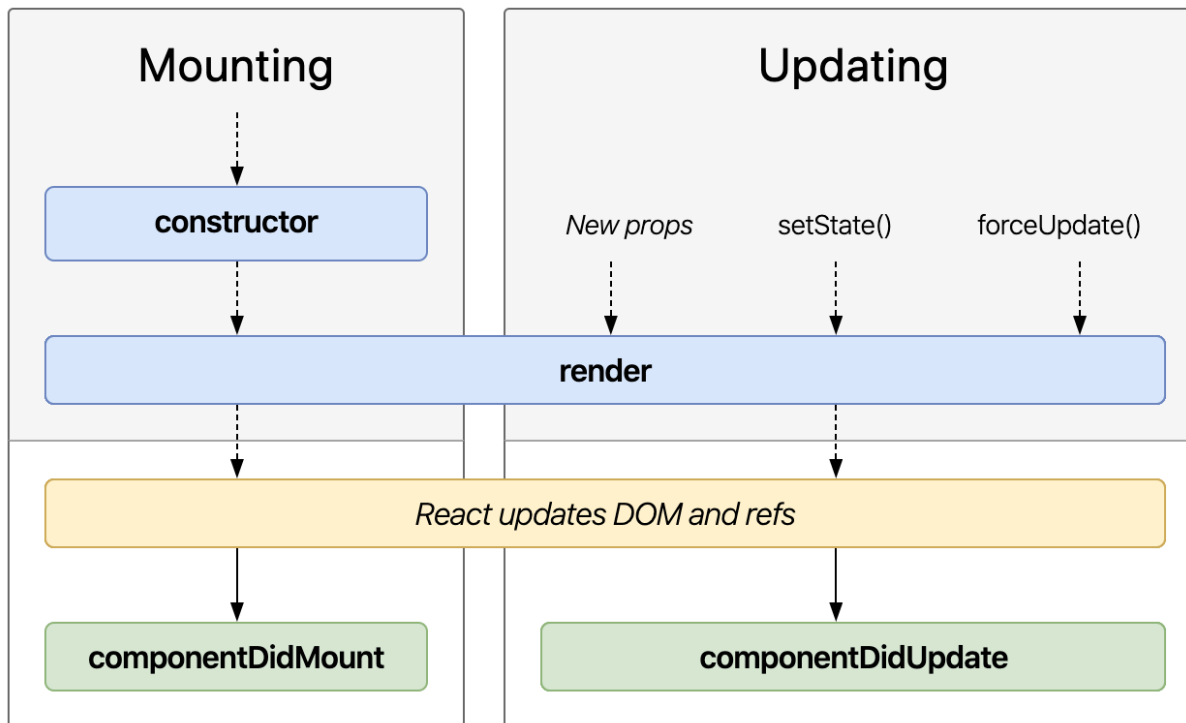 Mounting
Updating
constructor
New props
setState()
forceUpdate()
render
React updates DOM and refs
componentDidMount
componentDidUpdate